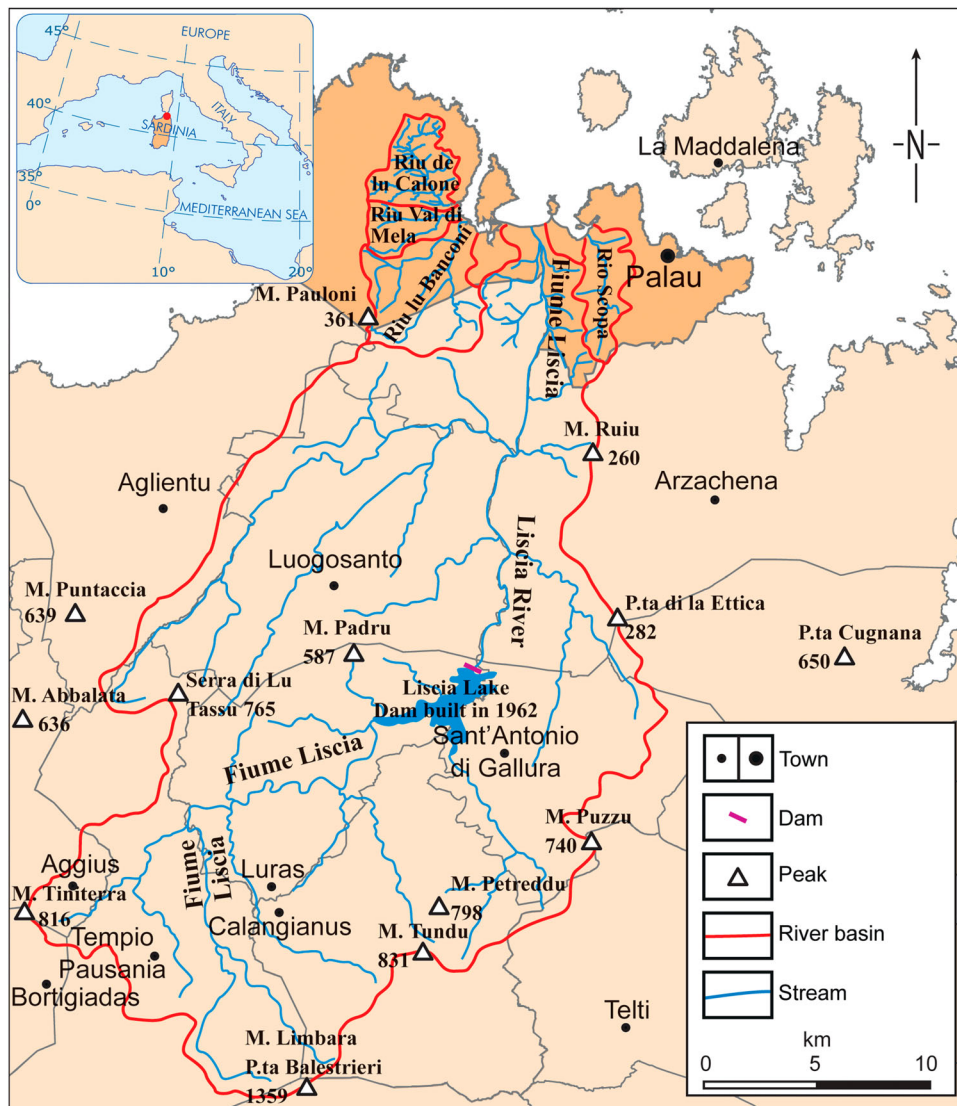 45°
EUROPE
40°
ITALY
SARDINIA
35°
0°
MEDITERRANEAN SEA
10°
20°
-N-
La Maddalena
Riu de
lu Calone
Riu Val di
Mela
Riu lu Banconi
Fiume Liscia
Rio Scopa
Palau
M. Pauloni
361
M. Ruiu
260
Aglientu
Arzachena
Liscia River
Luogosanto
M. Puntaccia
639
P.ta di la Ettica
282
M. Padru
587
P.ta Cugnana
650
Serra di Lu
Tassu 765
M. Abbalata
636
Liscia Lake
Dam built in 1962
Sant'Antonio
di Gallura
Fiume Liscia
M. Puzzu
740
Fiume
Liscia
Aggius
M. Tiniterra
816
Luras
M. Petreddu
798
Calangianus
M. Tundu
831
Tempio
Pausania
Bortigiadas
Telti
M. Limbara
P.ta Balestrieri
1359
Town
Dam
Peak
River basin
Stream
km
0 5 10